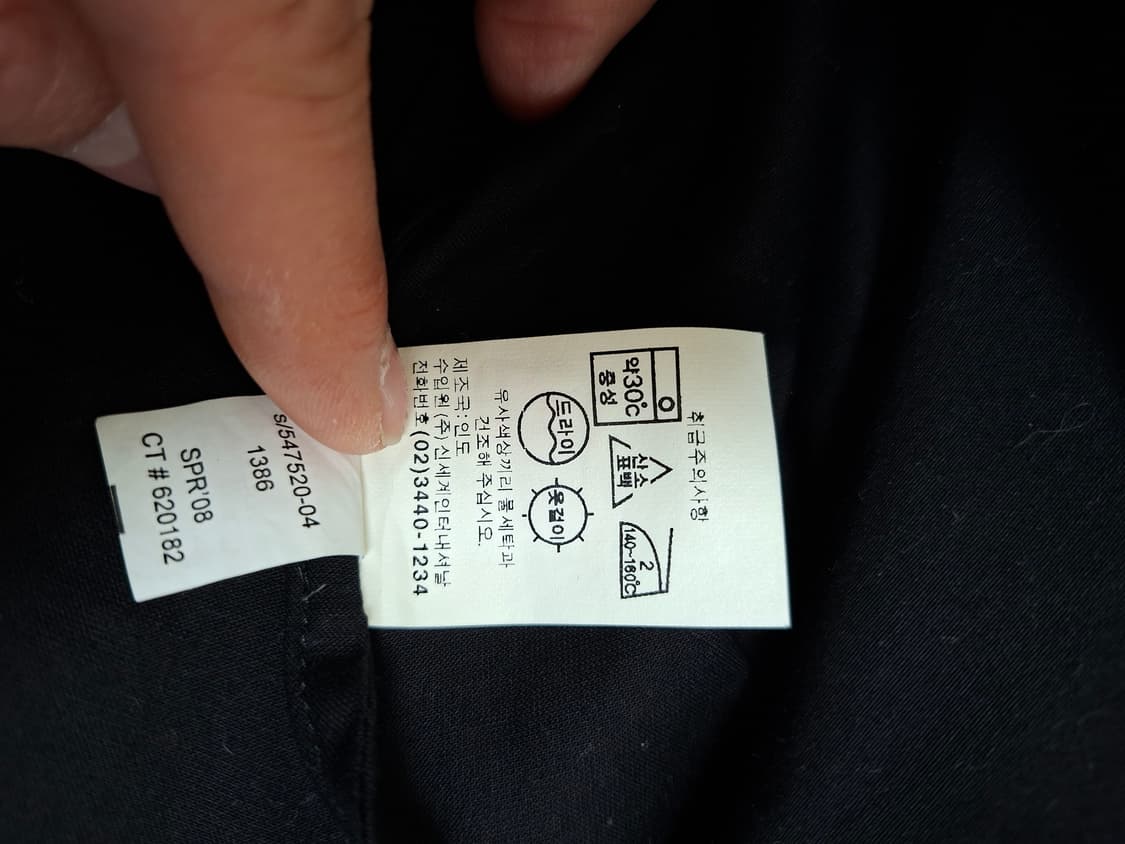 취급주의사항
약30℃
중성
산소
표백
2
140~160℃
드라이
옷걸이
유사색상끼리 물세탁과
건조해 주십시오.
제조국:인도
수입원 (주)신세계인터내셔날
전화번호 (02)3440-1234
s/547520-04
1386
SPR'08
CT # 620182